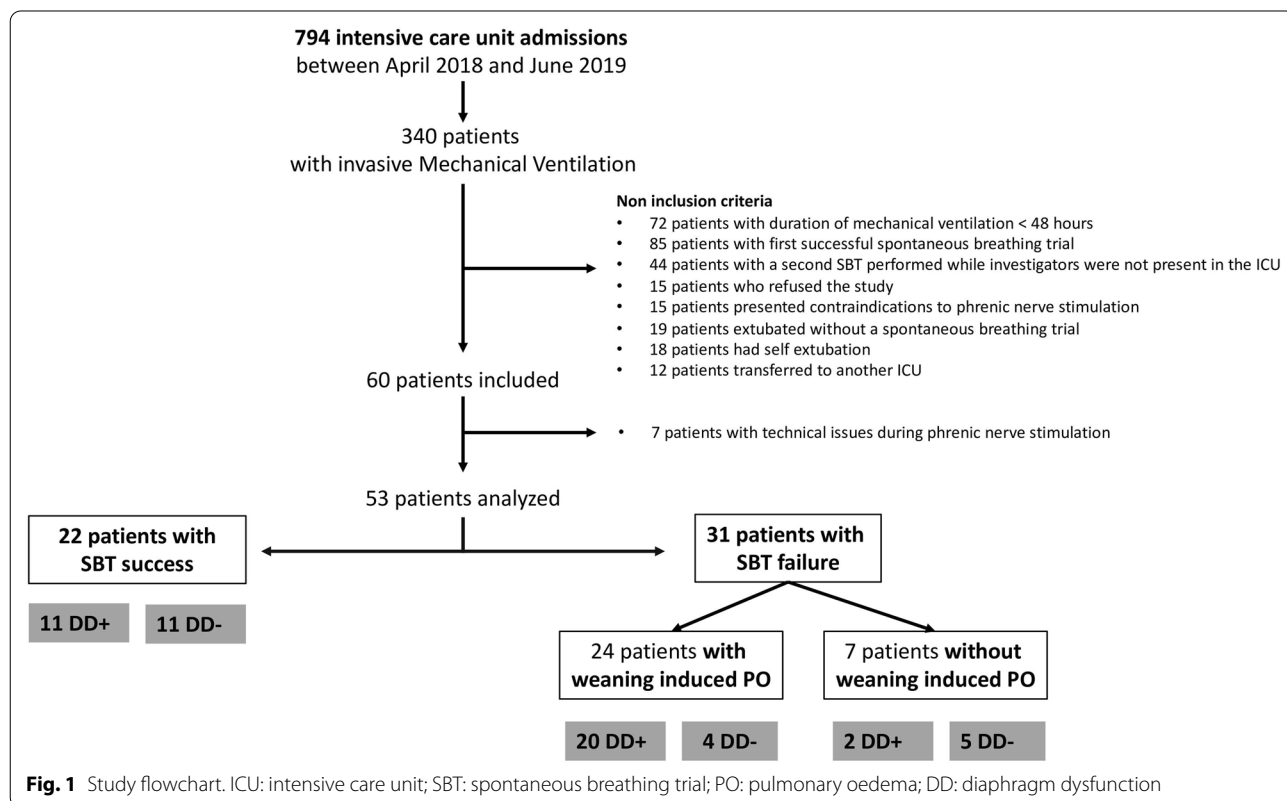 794 intensive care unit admissions
between April 2018 and June 2019
340 patients
with invasive Mechanical Ventilation
Non inclusion criteria
• 72 patients with duration of mechanical ventilation < 48 hours
• 85 patients with first successful spontaneous breathing trial
• 44 patients with a second SBT performed while investigators were not present in the ICU
• 15 patients who refused the study
• 15 patients presented contraindications to phrenic nerve stimulation
• 19 patients extubated without a spontaneous breathing trial
• 18 patients had self extubation
• 12 patients transferred to another ICU
60 patients included
• 7 patients with technical issues during phrenic nerve stimulation
53 patients analyzed
22 patients with
SBT success
11 DD+
11 DD-
31 patients with
SBT failure
24 patients with
weaning induced PO
7 patients without
weaning induced PO
20 DD+
4 DD-
2 DD+
5 DD-
Fig. 1 Study flowchart. ICU: intensive care unit; SBT: spontaneous breathing trial; PO: pulmonary oedema; DD: diaphragm dysfunction